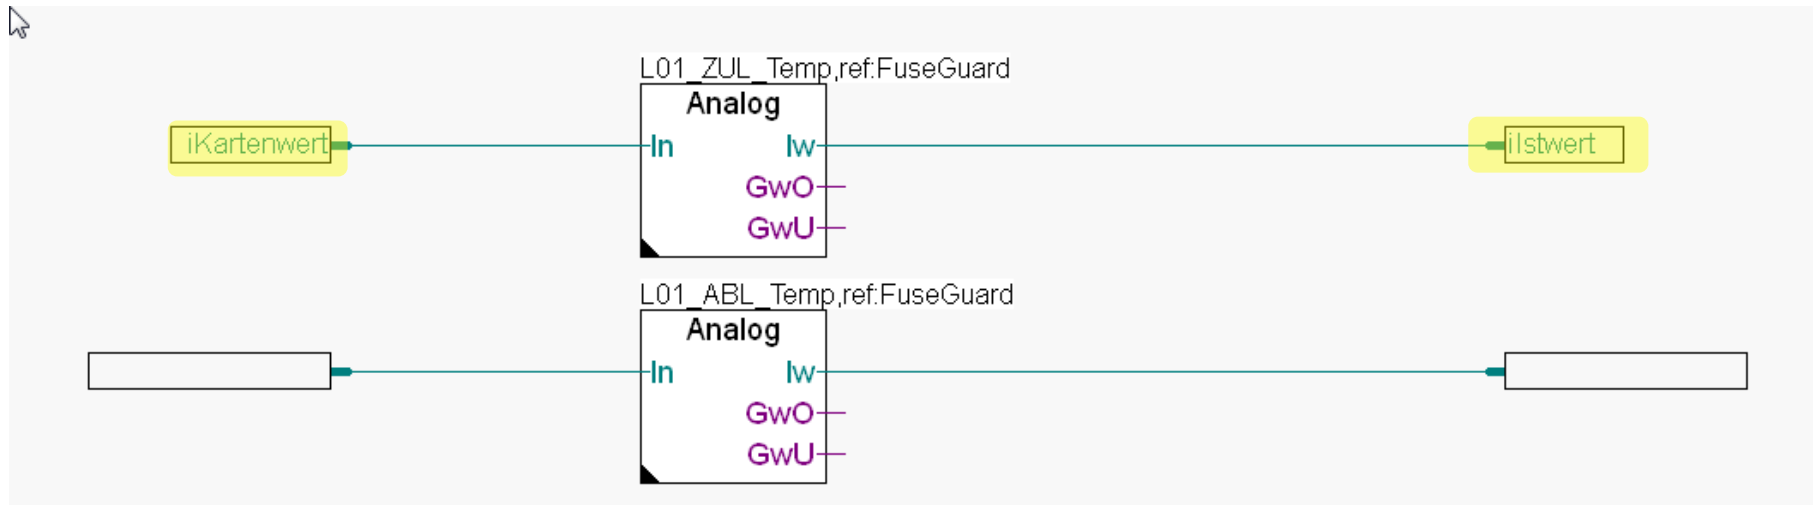 L01_ZUL_Temp,ref:FuseGuard
Analog
iKartenwert
In
Iw
iIstwert
GwO
GwU
L01_ABL_Temp,ref:FuseGuard
Analog
In
Iw
GwO
GwU